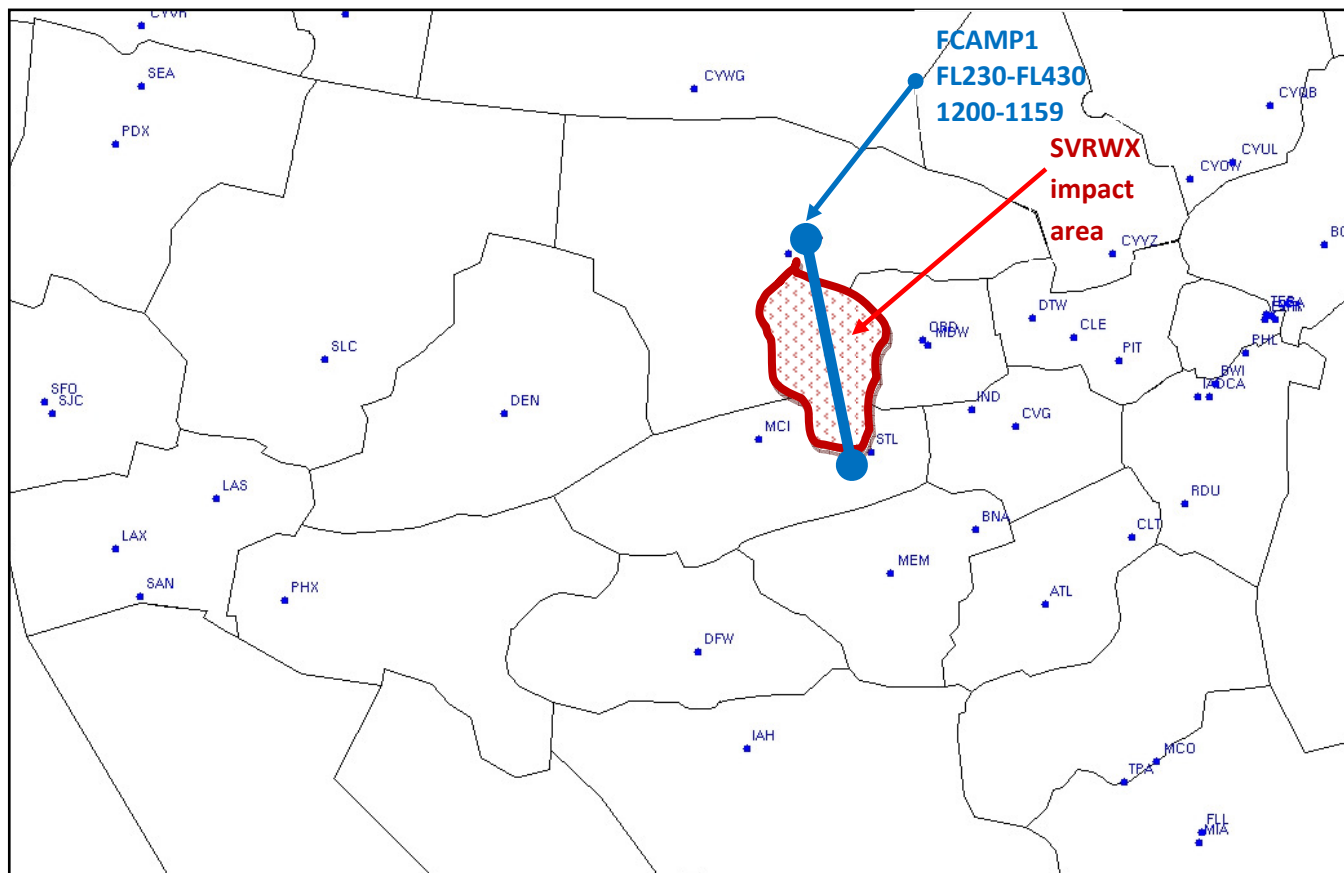 CYVR
SEA
PDX
CYWG
FCAMP1
FL230-FL430
1200-1159
SVRWX
impact
area
CYQB
CYUL
CYOW
CYYZ
DTW
CLE
PIT
ORD
MDW
PHL
BWI
IAD
DCA
SLC
SFO
SJC
DEN
IND
CVG
MCI
STL
LAS
RDU
LAX
BNA
CLT
SAN
PHX
MEM
ATL
DFW
IAH
MCO
TPA
FLL
MIA